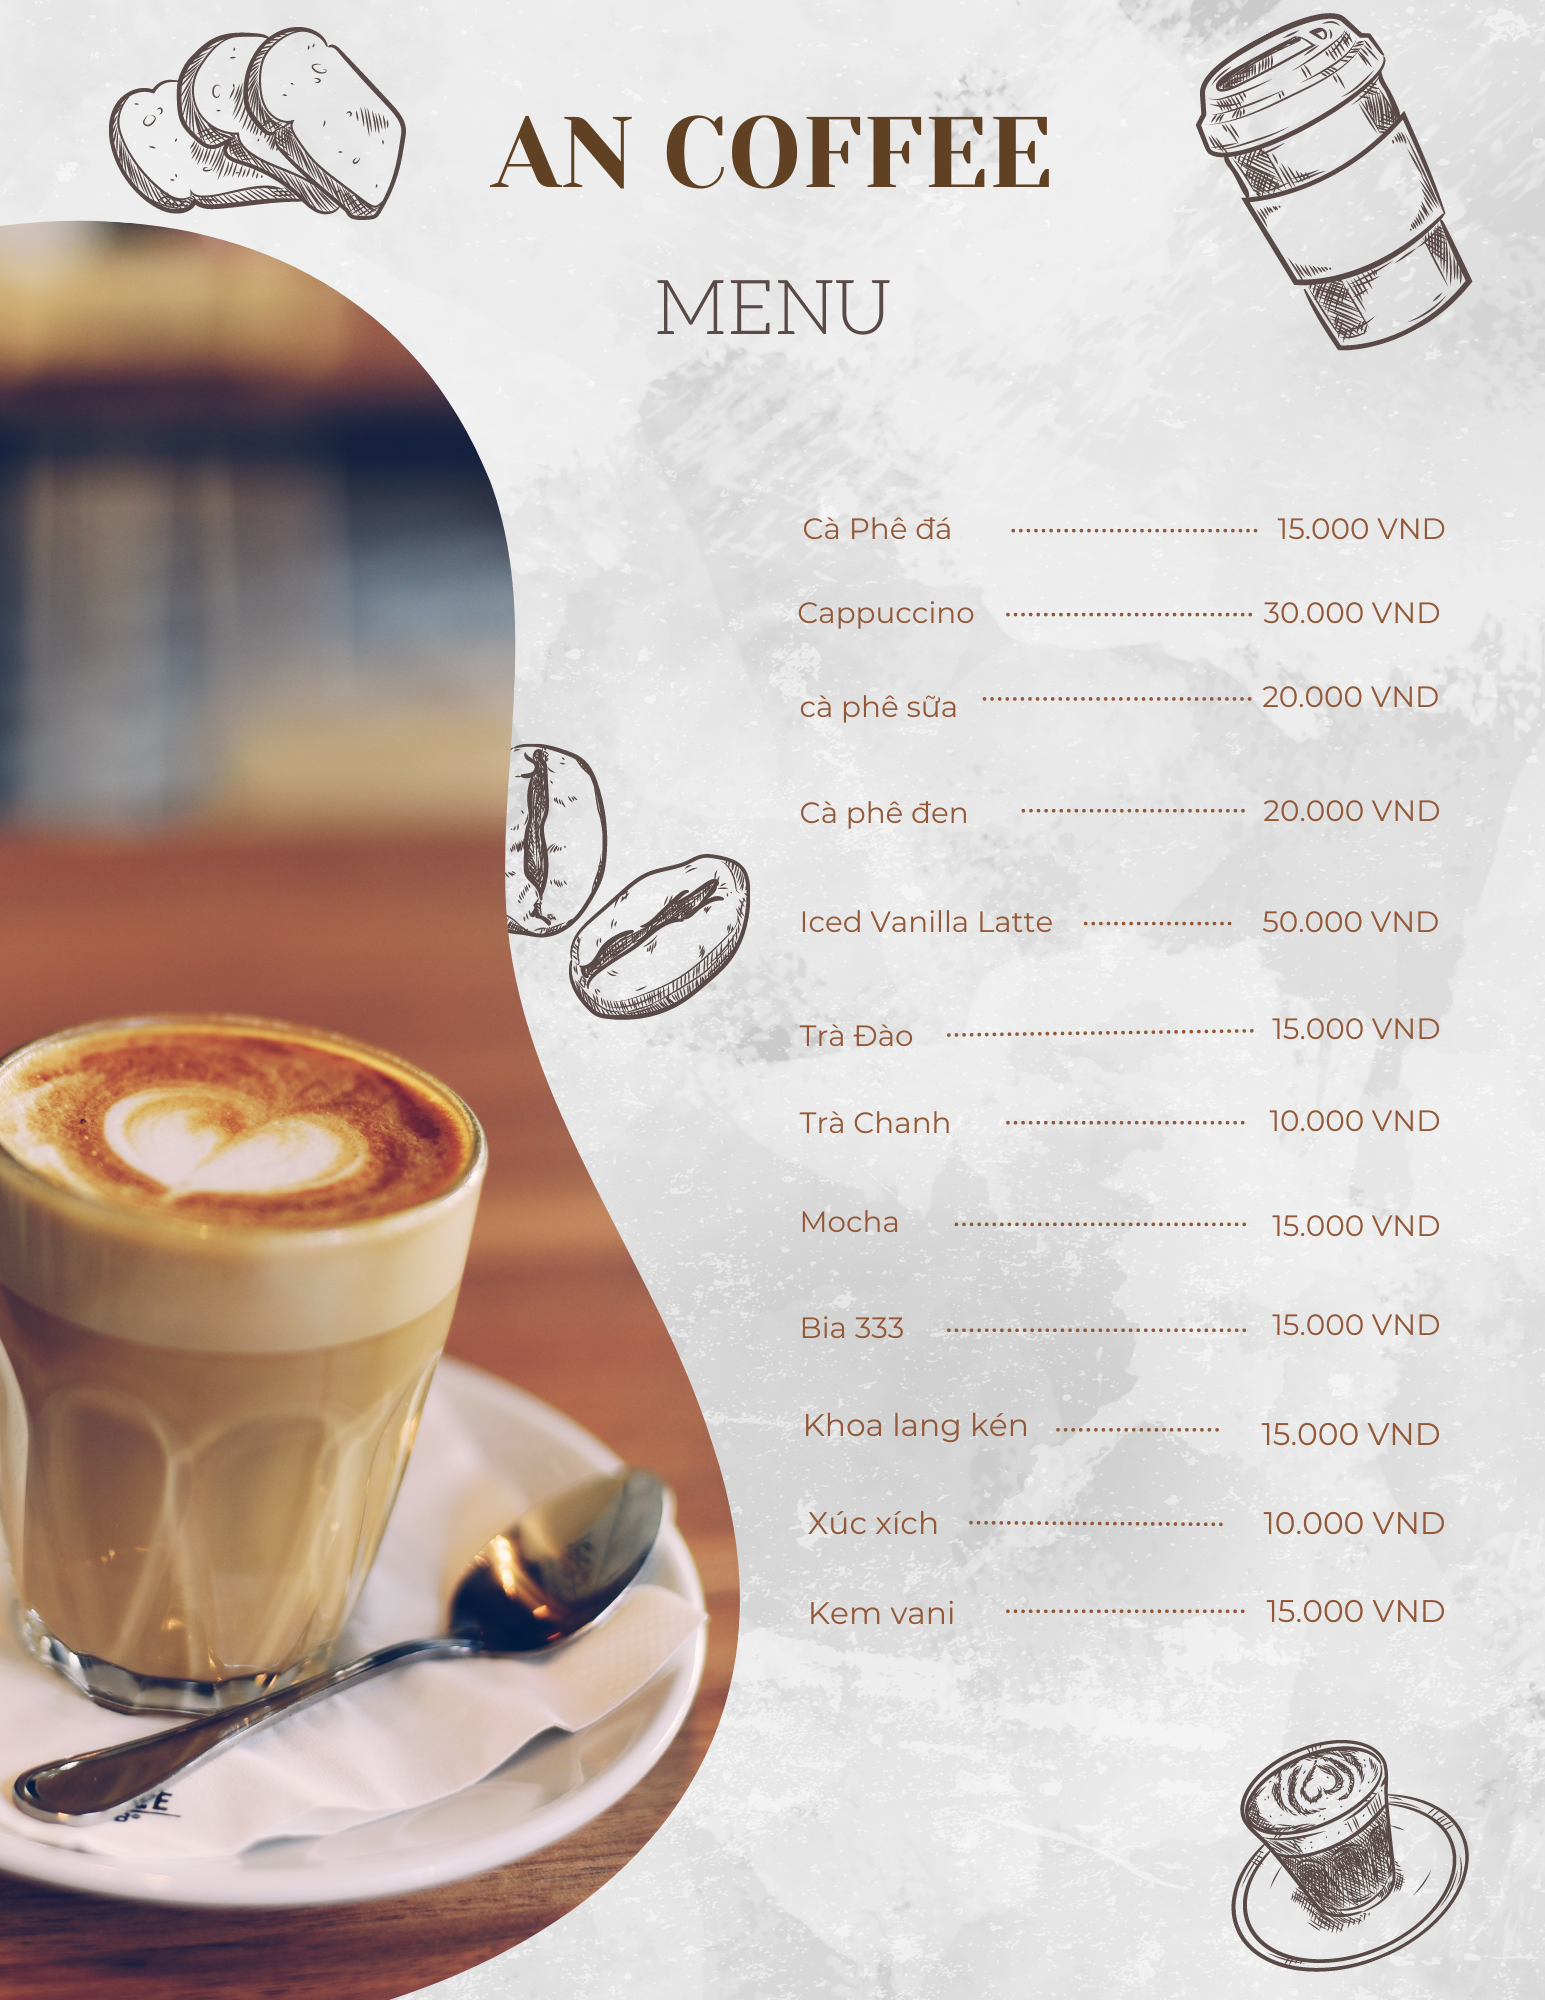 AN COFFEE
MENU
Cà Phê đá ........ 15.000 VND
Cappuccino ........ 30.000 VND
cà phê sữa ........ 20.000 VND
Cà phê đen ........ 20.000 VND
Iced Vanilla Latte ........ 50.000 VND
Trà Đào ........ 15.000 VND
Trà Chanh ........ 10.000 VND
Mocha ........ 15.000 VND
Bia 333 ........ 15.000 VND
Khoa lang kén ........ 15.000 VND
Xúc xích ........ 10.000 VND
Kem vani ........ 15.000 VND